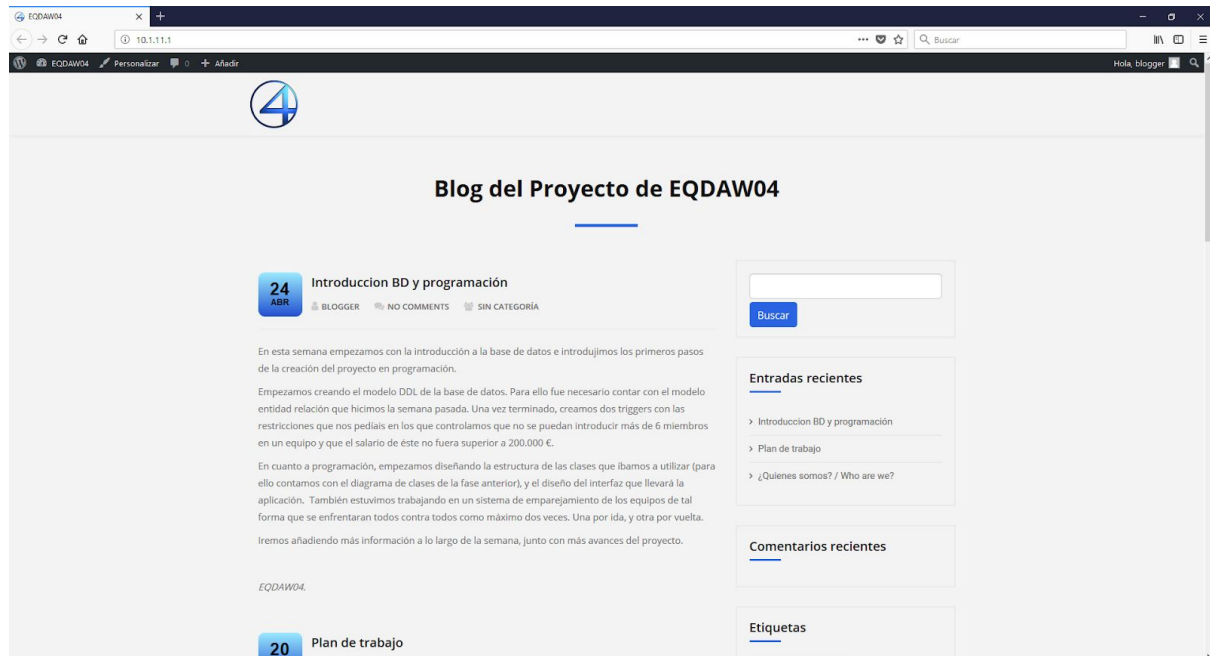 EQDAW04
10.1.11.1
Buscar
EQDAW04 Personalizar 0 Añadir
Hola, blogger
4
Blog del Proyecto de EQDAW04
24
ABR
Introduccion BD y programación
BLOGGER NO COMMENTS SIN CATEGORÍA
En esta semana empezamos con la introducción a la base de datos e introdujimos los primeros pasos
de la creación del proyecto en programación.
Empezamos creando el modelo DDL de la base de datos. Para ello fue necesario contar con el modelo
entidad relación que hicimos la semana pasada. Una vez terminado, creamos dos triggers con las
restricciones que nos pedíais en los que controlamos que no se puedan introducir más de 6 miembros
en un equipo y que el salario de éste no fuera superior a 200.000 €.
En cuanto a programación, empezamos diseñando la estructura de las clases que ibamos a utilizar (para
ello contamos con el diagrama de clases de la fase anterior), y el diseño del interfaz que llevará la
aplicación. También estuvimos trabajando en un sistema de emparejamiento de los equipos de tal
forma que se enfrentaran todos contra todos como máximo dos veces. Una por ida, y otra por vuelta.
Iremos añadiendo más información a lo largo de la semana, junto con más avances del proyecto.
EQDAW04.
20
Plan de trabajo
Buscar
Entradas recientes
Introduccion BD y programación
Plan de trabajo
¿Quienes somos? / Who are we?
Comentarios recientes
Etiquetas